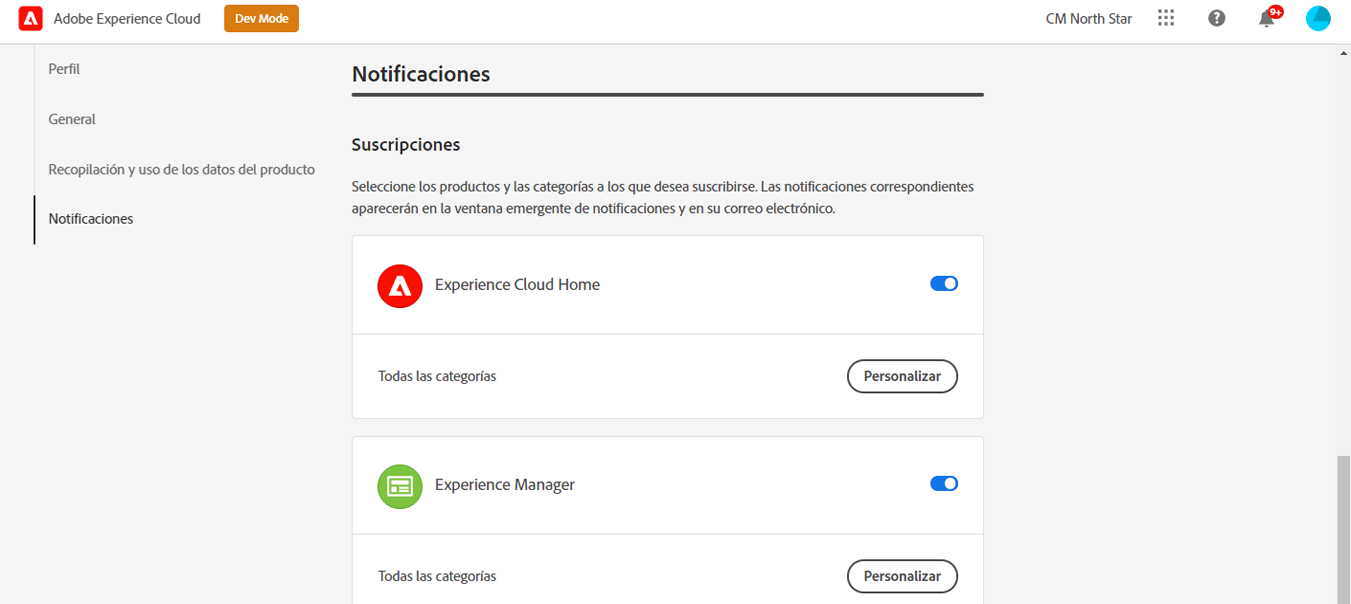 Adobe Experience Cloud
Dev Mode
CM North Star
9+
Perfil
General
Recopilación y uso de los datos del producto
Notificaciones
Notificaciones
Suscripciones
Seleccione los productos y las categorías a los que desea suscribirse. Las notificaciones correspondientes
aparecerán en la ventana emergente de notificaciones y en su correo electrónico.
Experience Cloud Home
Todas las categorías
Personalizar
Experience Manager
Todas las categorías
Personalizar